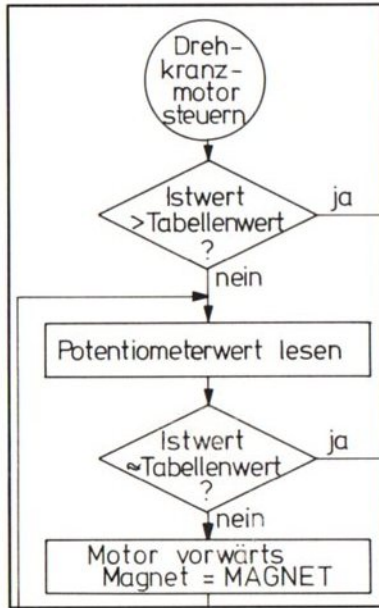 Dreh-
kranz-
motor
steuern
Istwert
>Tabellenwert
?
ja
nein
Potentiometerwert lesen
Istwert
≈Tabellenwert
?
ja
nein
Motor vorwärts
Magnet = MAGNET